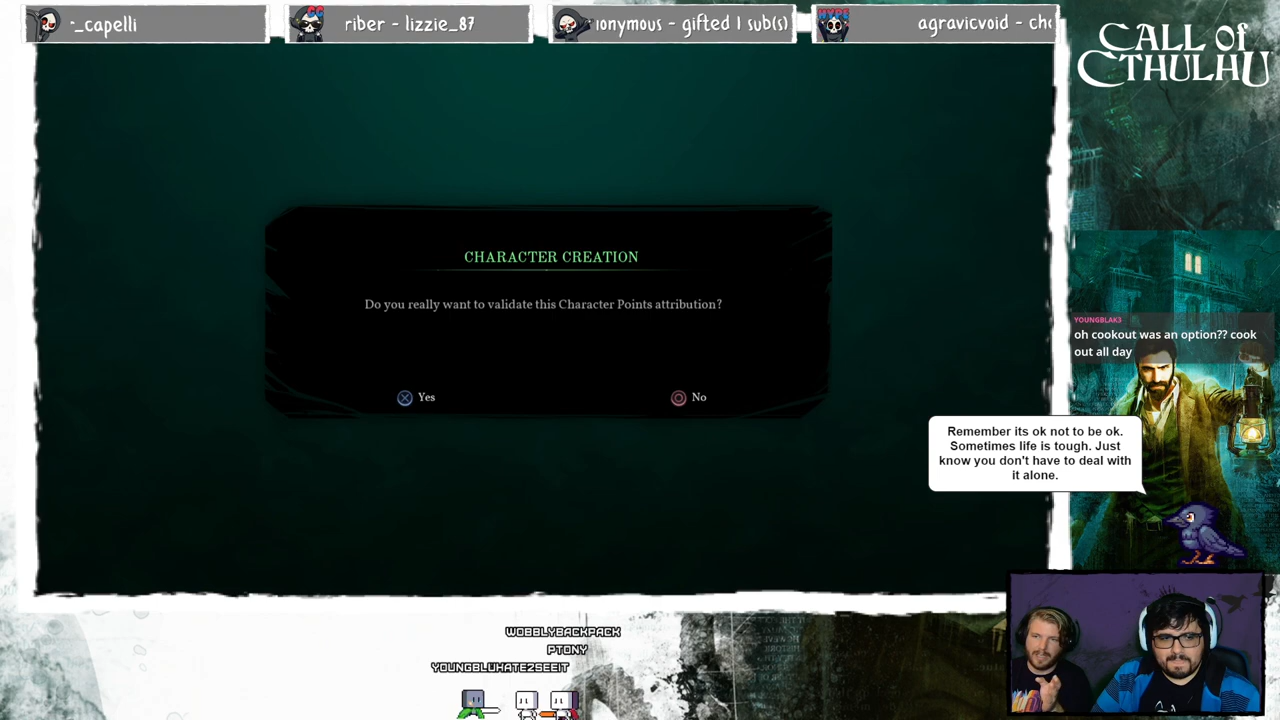 -_capelli
riber - lizzie_87
ionymous - gifted 1 sub(s)
agravicvoid - ch
CALL of
CTHULHU
CHARACTER CREATION
Do you really want to validate this Character Points attribution?
Yes
No
YOUNGBLAK3
oh cookout was an option?? cook
out all day
Remember its ok not to be ok.
Sometimes life is tough. Just
know you don't have to deal with
it alone.
WOBBLYBACKPACK
PTONY
YOUNGBLUHATE2SEEIT